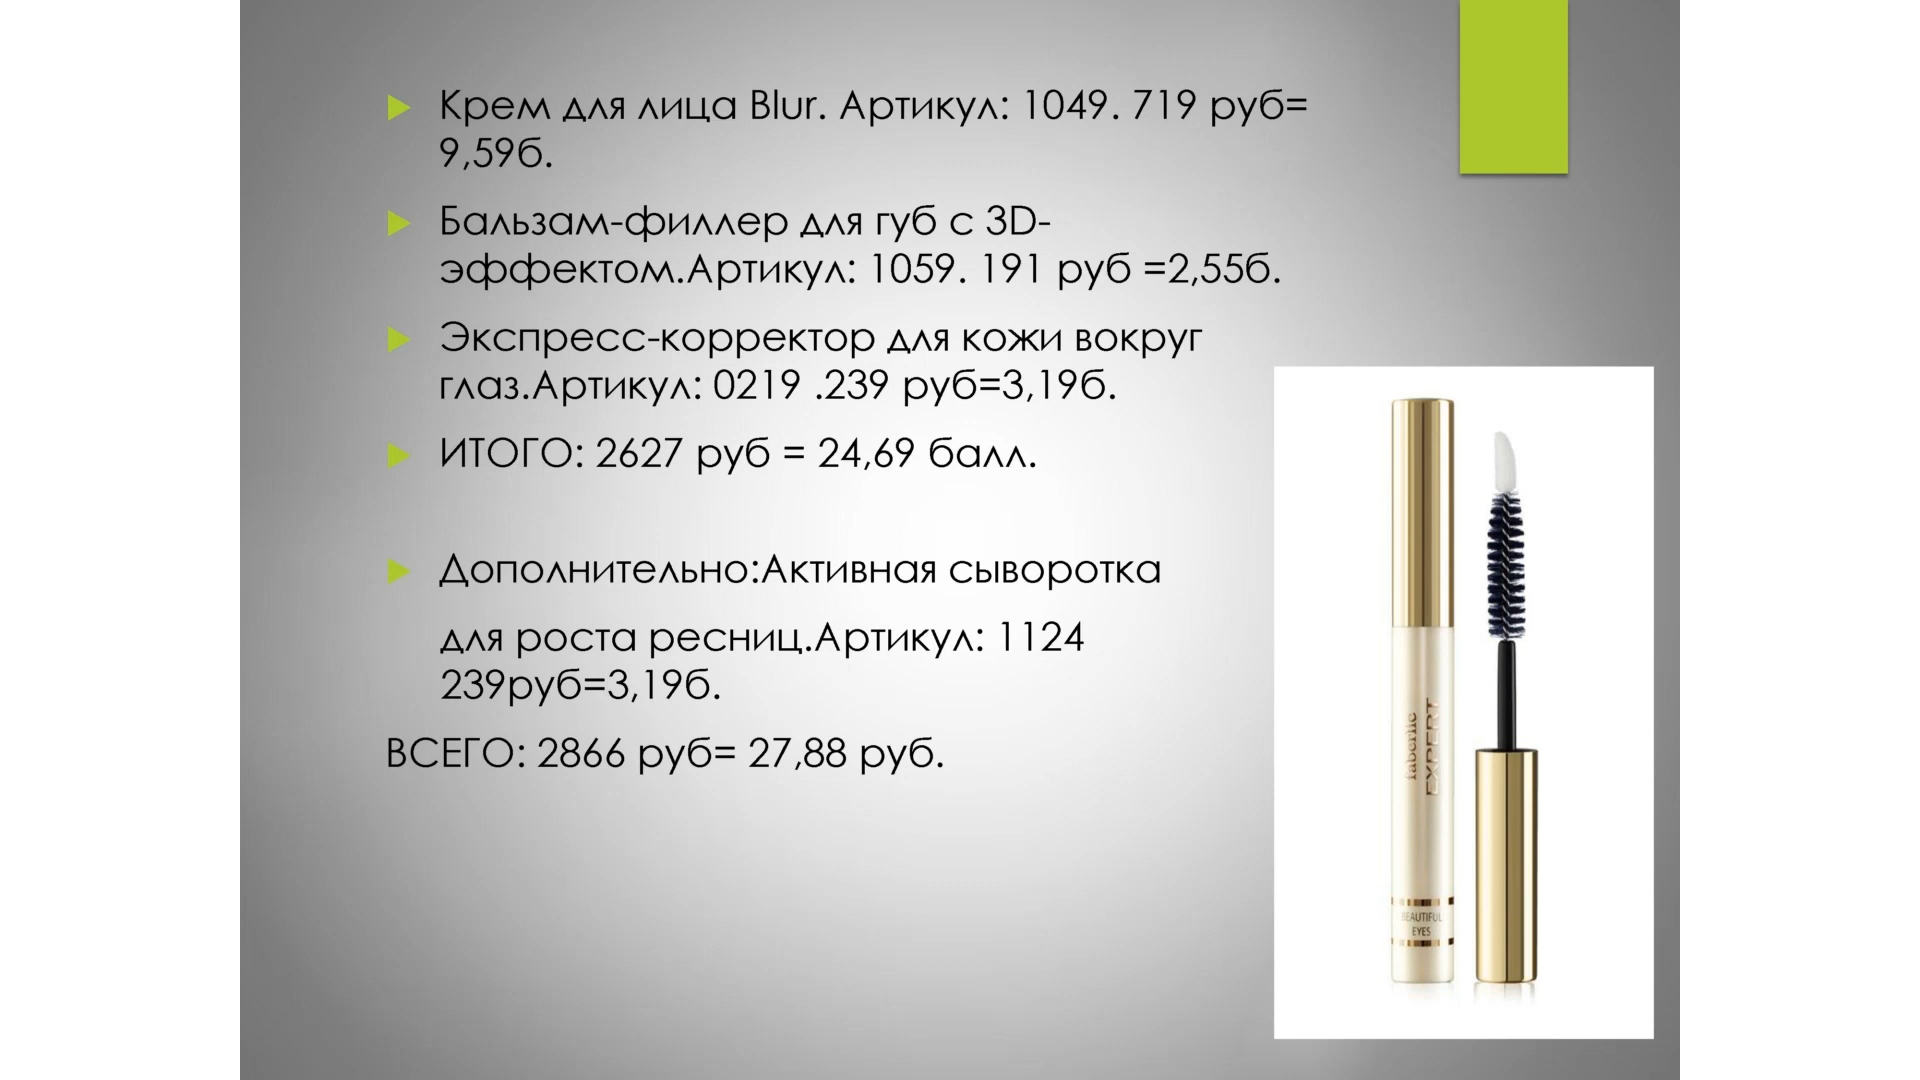 Крем для лица Blur. Артикул: 1049. 719 руб=
9,59б.
Бальзам-филлер для губ с 3D-
эффектом.Артикул: 1059. 191 руб =2,55б.
Экспресс-корректор для кожи вокруг
глаз.Артикул: 0219 .239 руб=3,19б.
ИТОГО: 2627 руб = 24,69 балл.
Дополнительно:Активная сыворотка
для роста ресниц.Артикул: 1124
239руб=3,19б.
ВСЕГО: 2866 руб= 27,88 руб.
faberlic
EXPERT
BEAUTIFUL
EYES